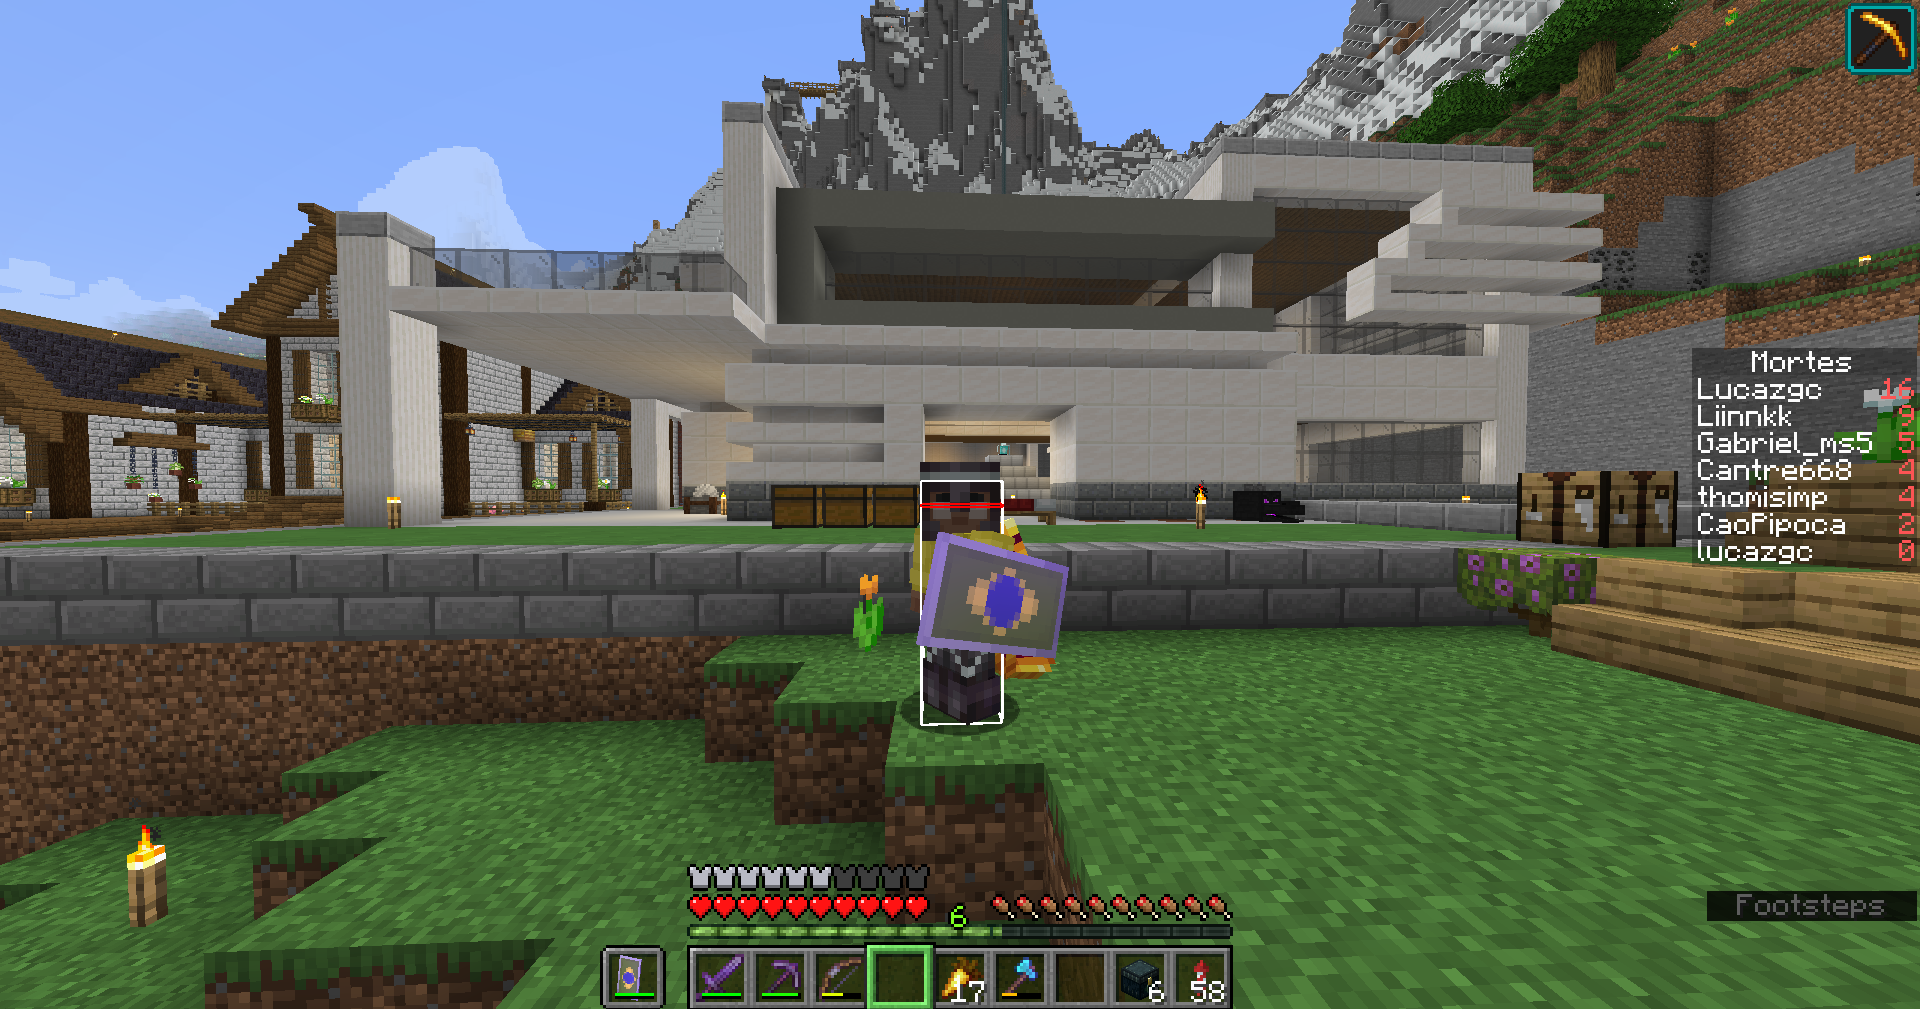 Mortes
Lucazgc 16
Liinnkk 9
Gabriel_ms5 5
Cantre668 4
thomisimp 4
CaoPipoca 2
lucazgc 0
Footsteps
6
17
6
58